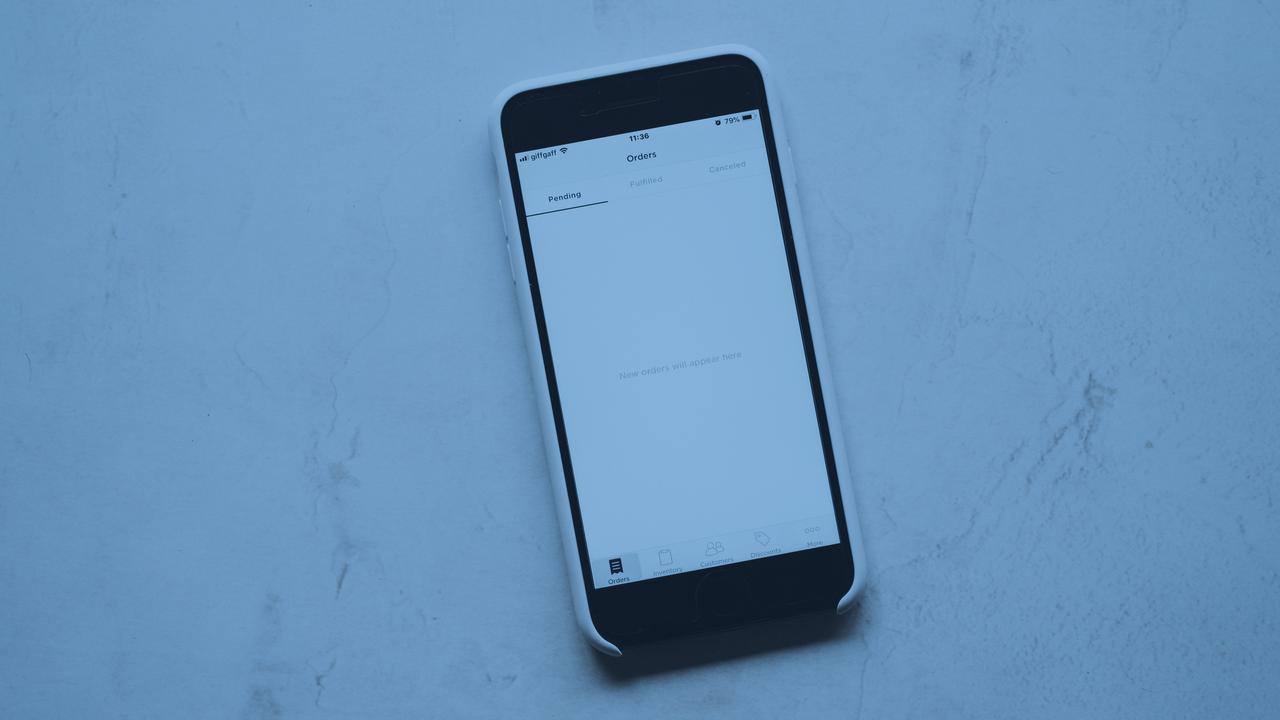 giffgaff 11:36 79%
Orders
Pending Fulfilled Canceled
New orders will appear here
Orders Inventory Customers Discounts More